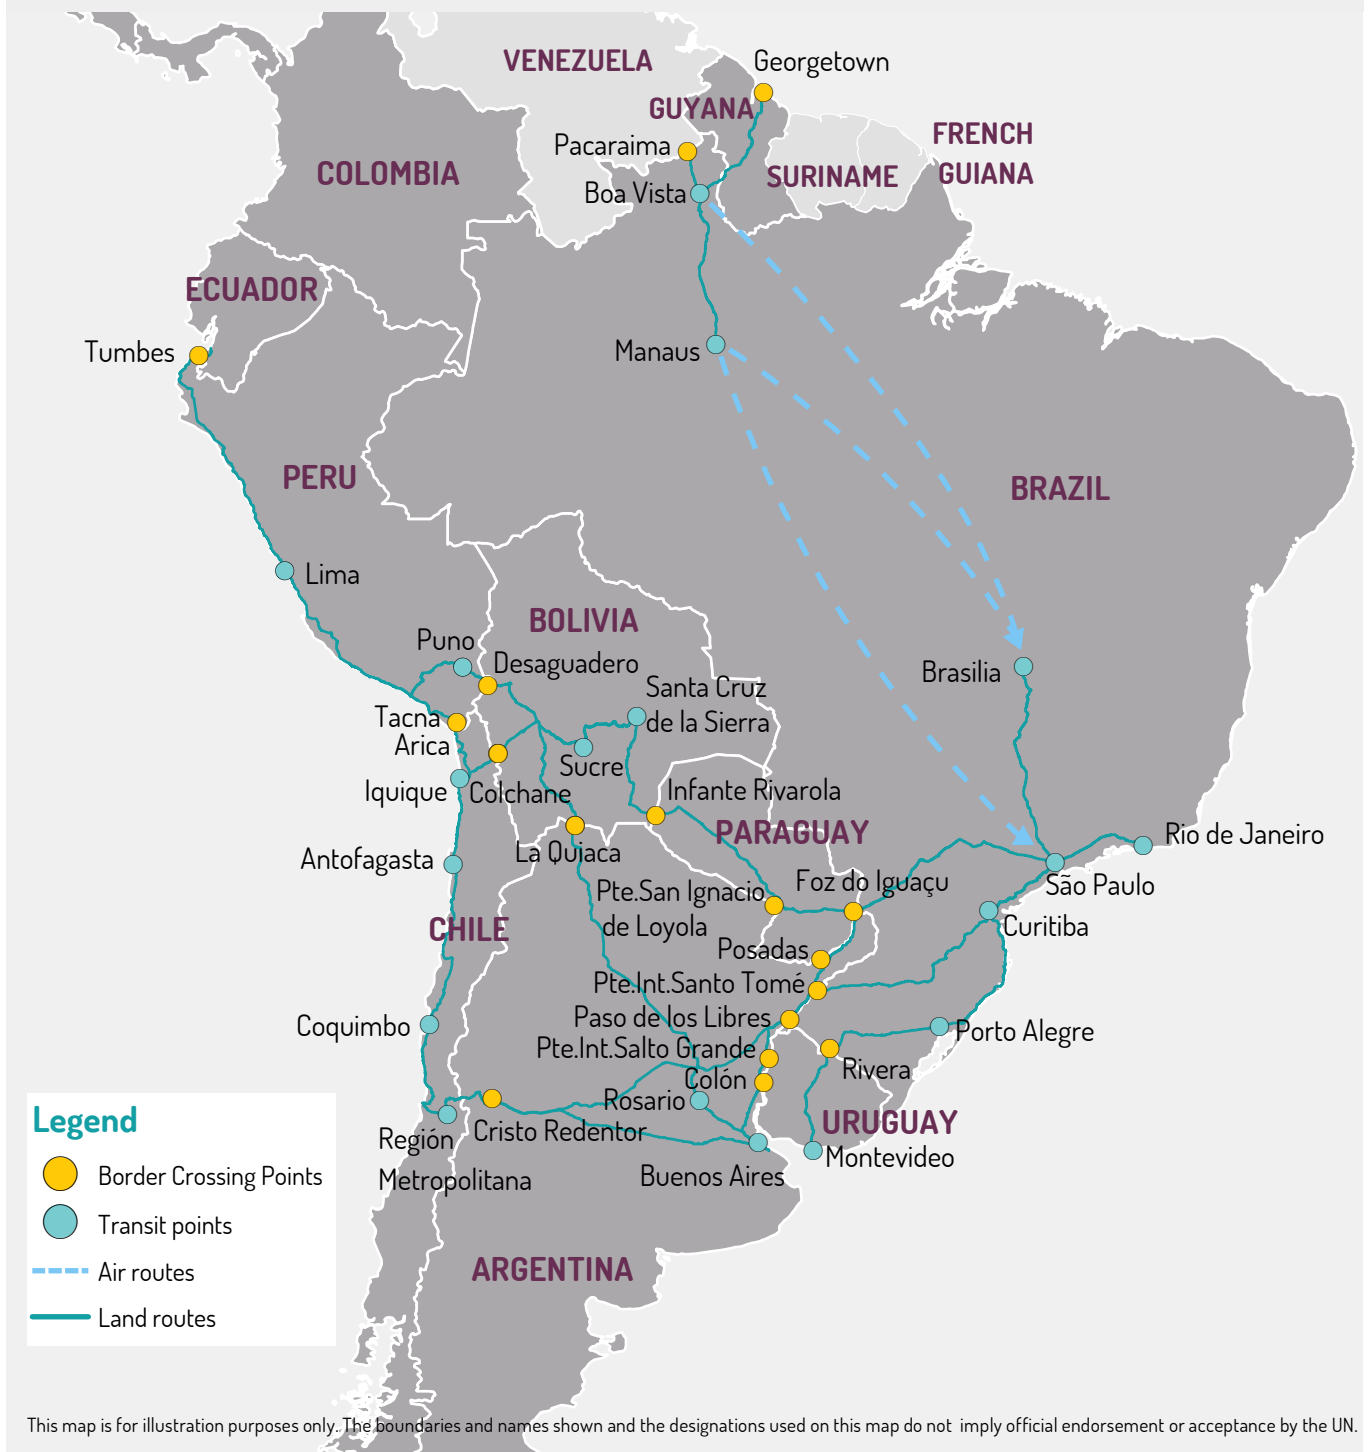 VENEZUELA
Georgetown
GUYANA
FRENCH
GUIANA
Pacaraima
COLOMBIA
SURINAME
Boa Vista
ECUADOR
Tumbes
Manaus
PERU
BRAZIL
Lima
BOLIVIA
Puno
Desaguadero
Brasilia
Santa Cruz
de la Sierra
Tacna
Arica
Sucre
Iquique
Colchane
Infante Rivarola
PARAGUAY
Rio de Janeiro
La Quiaca
Antofagasta
São Paulo
Foz do Iguaçu
Pte.San Ignacio
de Loyola
CHILE
Curitiba
Posadas
Pte.Int.Santo Tomé
Paso de los Libres
Coquimbo
Porto Alegre
Pte.Int.Salto Grande
Rivera
Colón
Rosario
URUGUAY
Cristo Redentor
Región
Metropolitana
Montevideo
Buenos Aires
ARGENTINA
Legend
Border Crossing Points
Transit points
Air routes
Land routes
This map is for illustration purposes only. The boundaries and names shown and the designations used on this map do not imply official endorsement or acceptance by the UN.